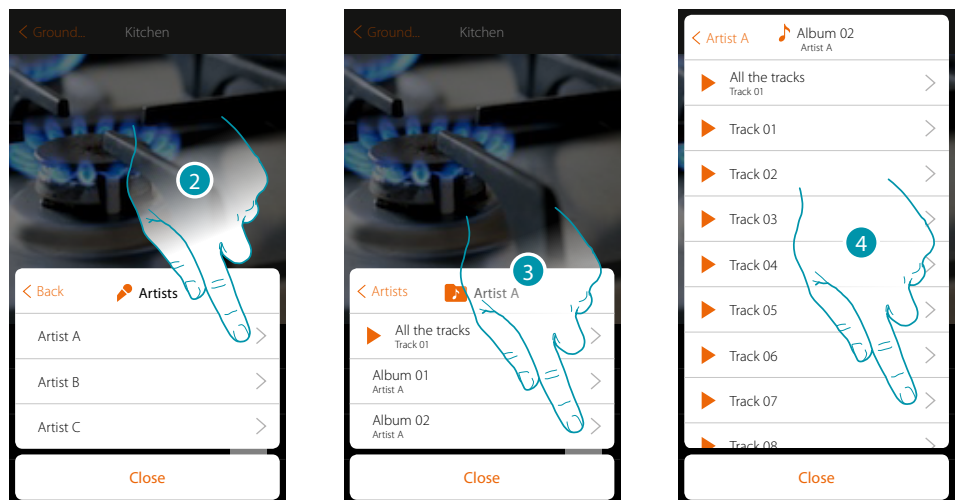 Ground...
Kitchen
2
Back
Artists
Artist A
Artist B
Artist C
Close
Ground...
Kitchen
3
Artists
Artist A
All the tracks
Track 01
Album 01
Artist A
Album 02
Artist A
Close
Artist A
Album 02
Artist A
All the tracks
Track 01
Track 01
Track 02
Track 03
4
Track 04
Track 05
Track 06
Track 07
Track 08
Close